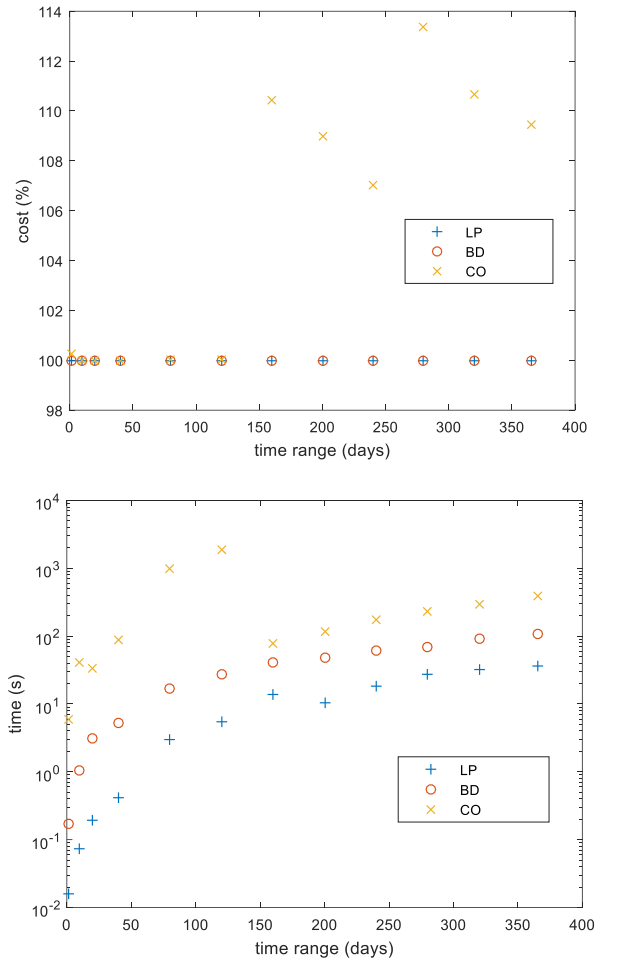 114
112
110
108
106
104
102
100
98
cost (%)
LP
BD
CO
0 50 100 150 200 250 300 350 400
time range (days)
10^4
10^3
10^2
10^1
10^0
10^-1
10^-2
time (s)
LP
BD
CO
0 50 100 150 200 250 300 350 400
time range (days)